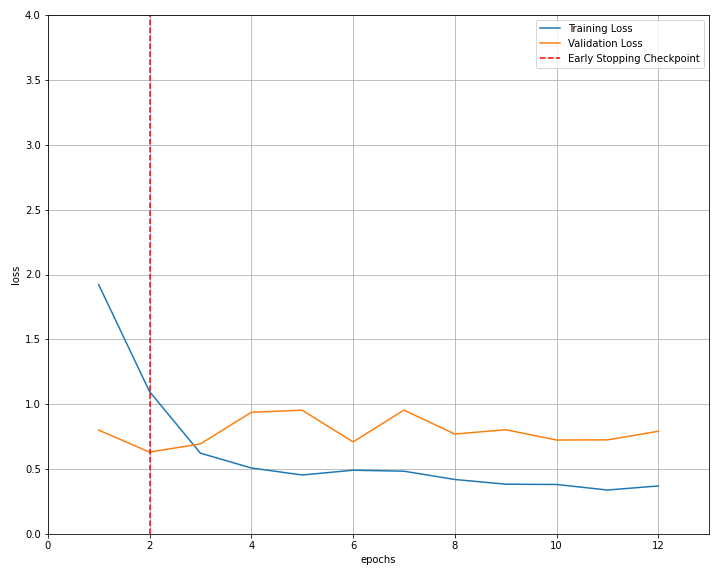 4.0
3.5
3.0
2.5
2.0
1.5
1.0
0.5
0.0
loss
0 2 4 6 8 10 12
epochs
Training Loss
Validation Loss
Early Stopping Checkpoint